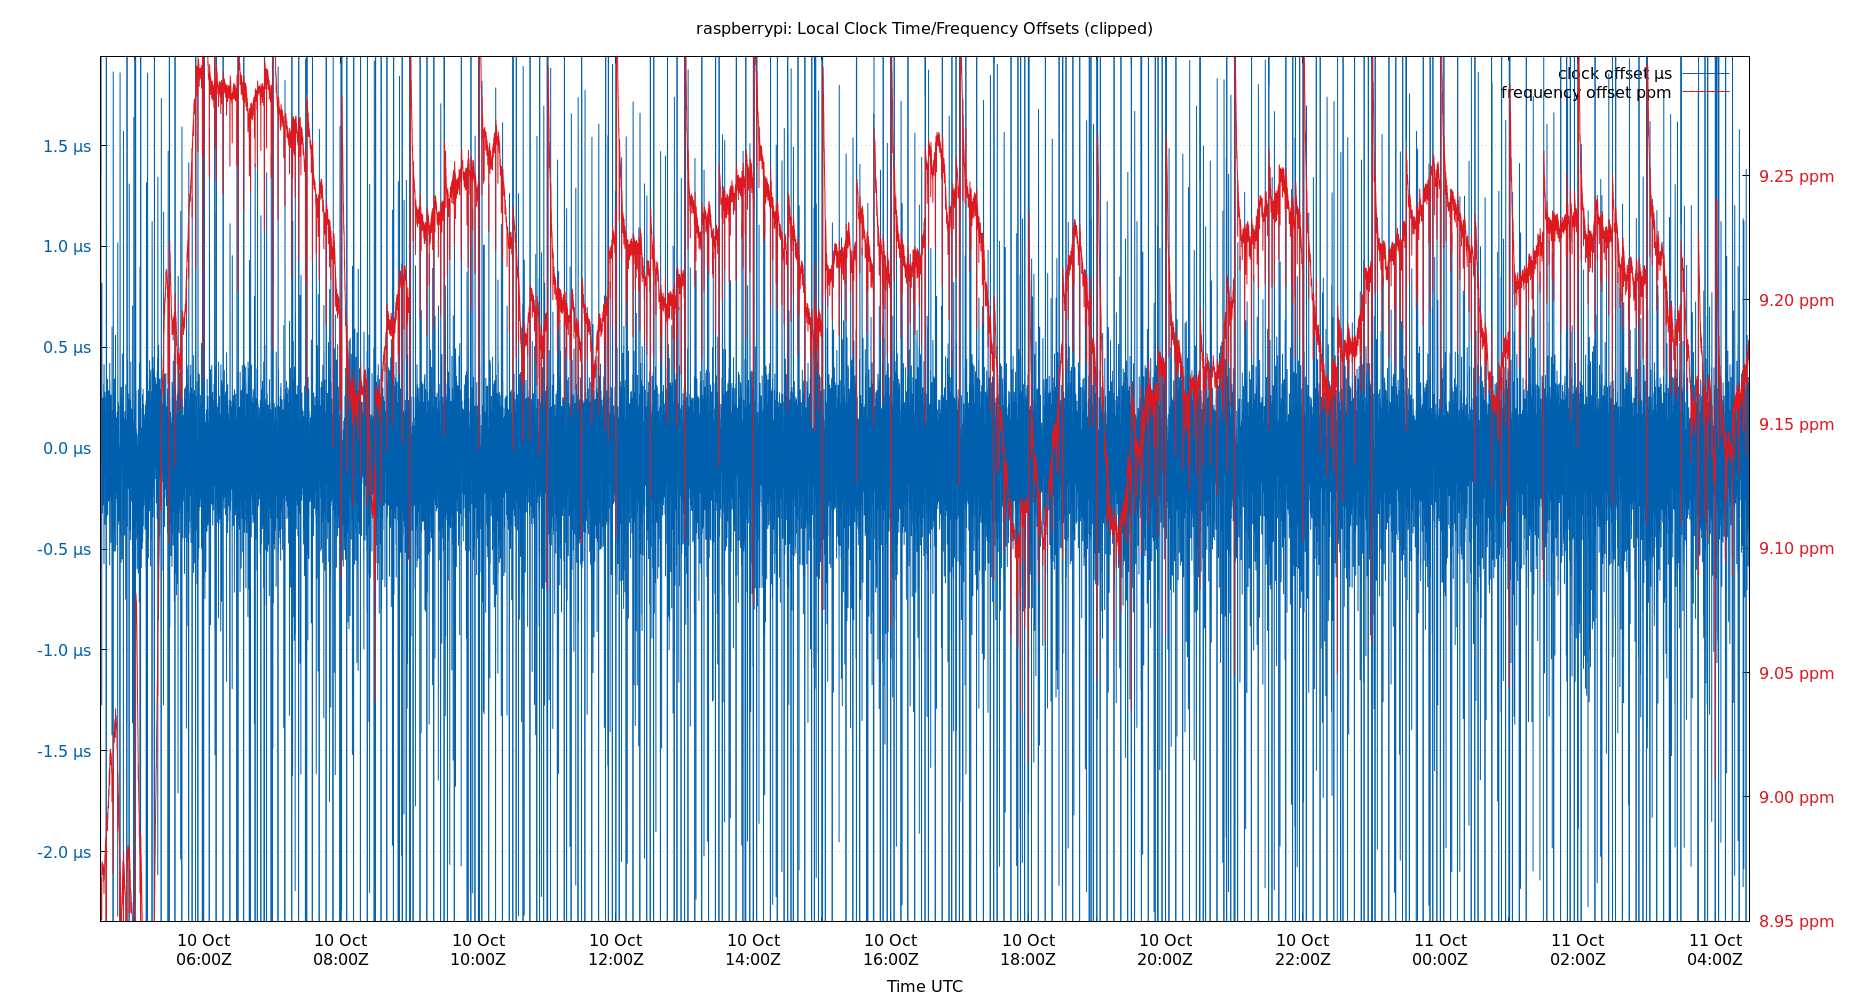 raspberrypi: Local Clock Time/Frequency Offsets (clipped)
clock offset µs
frequency offset ppm
1.5 µs
1.0 µs
0.5 µs
0.0 µs
-0.5 µs
-1.0 µs
-1.5 µs
-2.0 µs
9.25 ppm
9.20 ppm
9.15 ppm
9.10 ppm
9.05 ppm
9.00 ppm
8.95 ppm
10 Oct 10 Oct 10 Oct 10 Oct 10 Oct 10 Oct 10 Oct 10 Oct 10 Oct 11 Oct 11 Oct 11 Oct
06:00Z 08:00Z 10:00Z 12:00Z 14:00Z 16:00Z 18:00Z 20:00Z 22:00Z 00:00Z 02:00Z 04:00Z
Time UTC